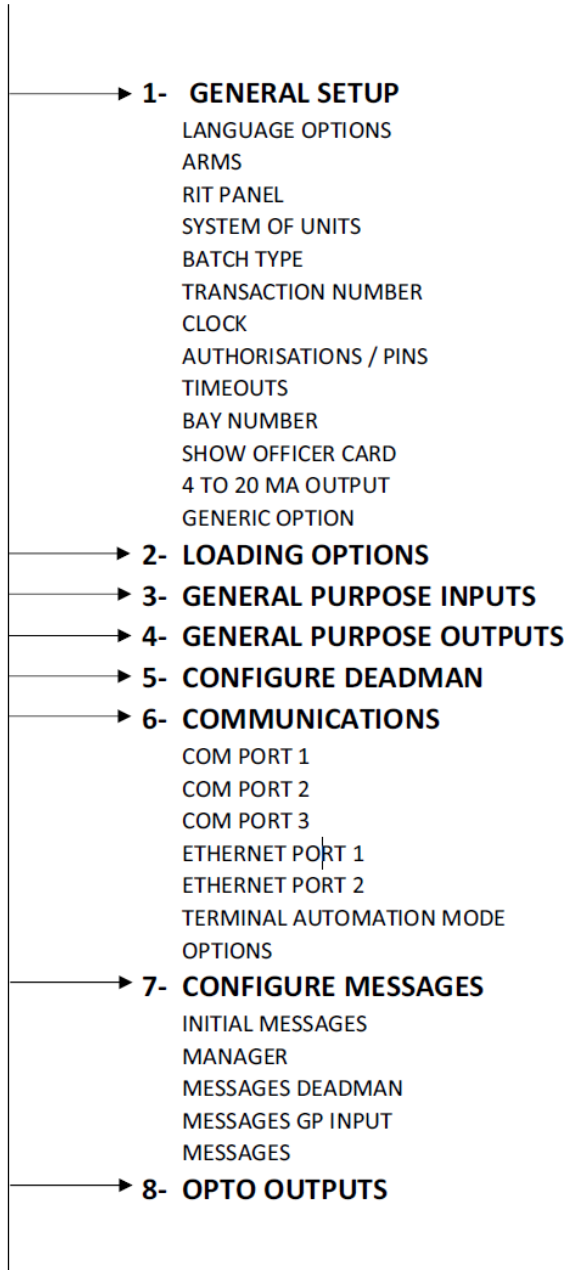 1- GENERAL SETUP
LANGUAGE OPTIONS
ARMS
RIT PANEL
SYSTEM OF UNITS
BATCH TYPE
TRANSACTION NUMBER
CLOCK
AUTHORISATIONS / PINS
TIMEOUTS
BAY NUMBER
SHOW OFFICER CARD
4 TO 20 MA OUTPUT
GENERIC OPTION
2- LOADING OPTIONS
3- GENERAL PURPOSE INPUTS
4- GENERAL PURPOSE OUTPUTS
5- CONFIGURE DEADMAN
6- COMMUNICATIONS
COM PORT 1
COM PORT 2
COM PORT 3
ETHERNET PORT 1
ETHERNET PORT 2
TERMINAL AUTOMATION MODE
OPTIONS
7- CONFIGURE MESSAGES
INITIAL MESSAGES
MANAGER
MESSAGES DEADMAN
MESSAGES GP INPUT
MESSAGES
8- OPTO OUTPUTS